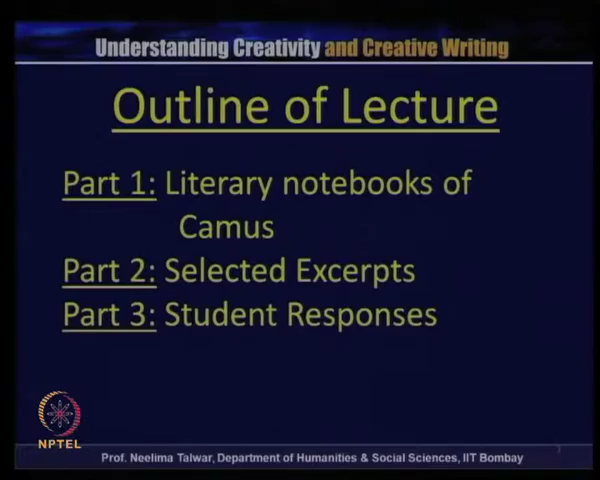 Understanding Creativity and Creative Writing
Outline of Lecture
Part 1: Literary notebooks of
Camus
Part 2: Selected Excerpts
Part 3: Student Responses
NPTEL
Prof. Neelima Talwar, Department of Humanities & Social Sciences, IIT Bombay